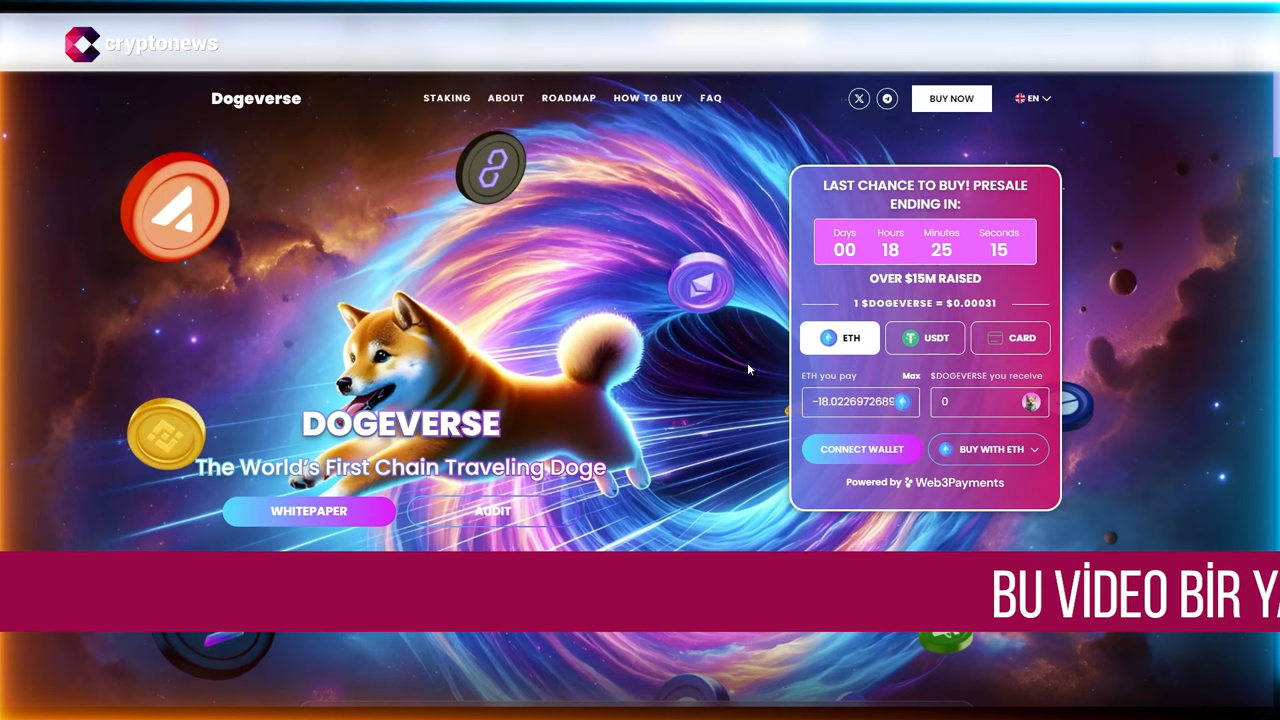 cryptonews
Dogeverse
STAKING ABOUT ROADMAP HOW TO BUY FAQ
BUY NOW
EN
LAST CHANCE TO BUY! PRESALE
ENDING IN:
Days Hours Minutes Seconds
00 18 25 15
OVER $15M RAISED
1 $DOGEVERSE = $0.00031
ETH USDT CARD
ETH you pay Max $DOGEVERSE you receive
-18.0226972689 0
CONNECT WALLET BUY WITH ETH
Powered by Web3Payments
DOGEVERSE
The World's First Chain Traveling Doge
WHITEPAPER AUDIT
BU VİDEO BİR